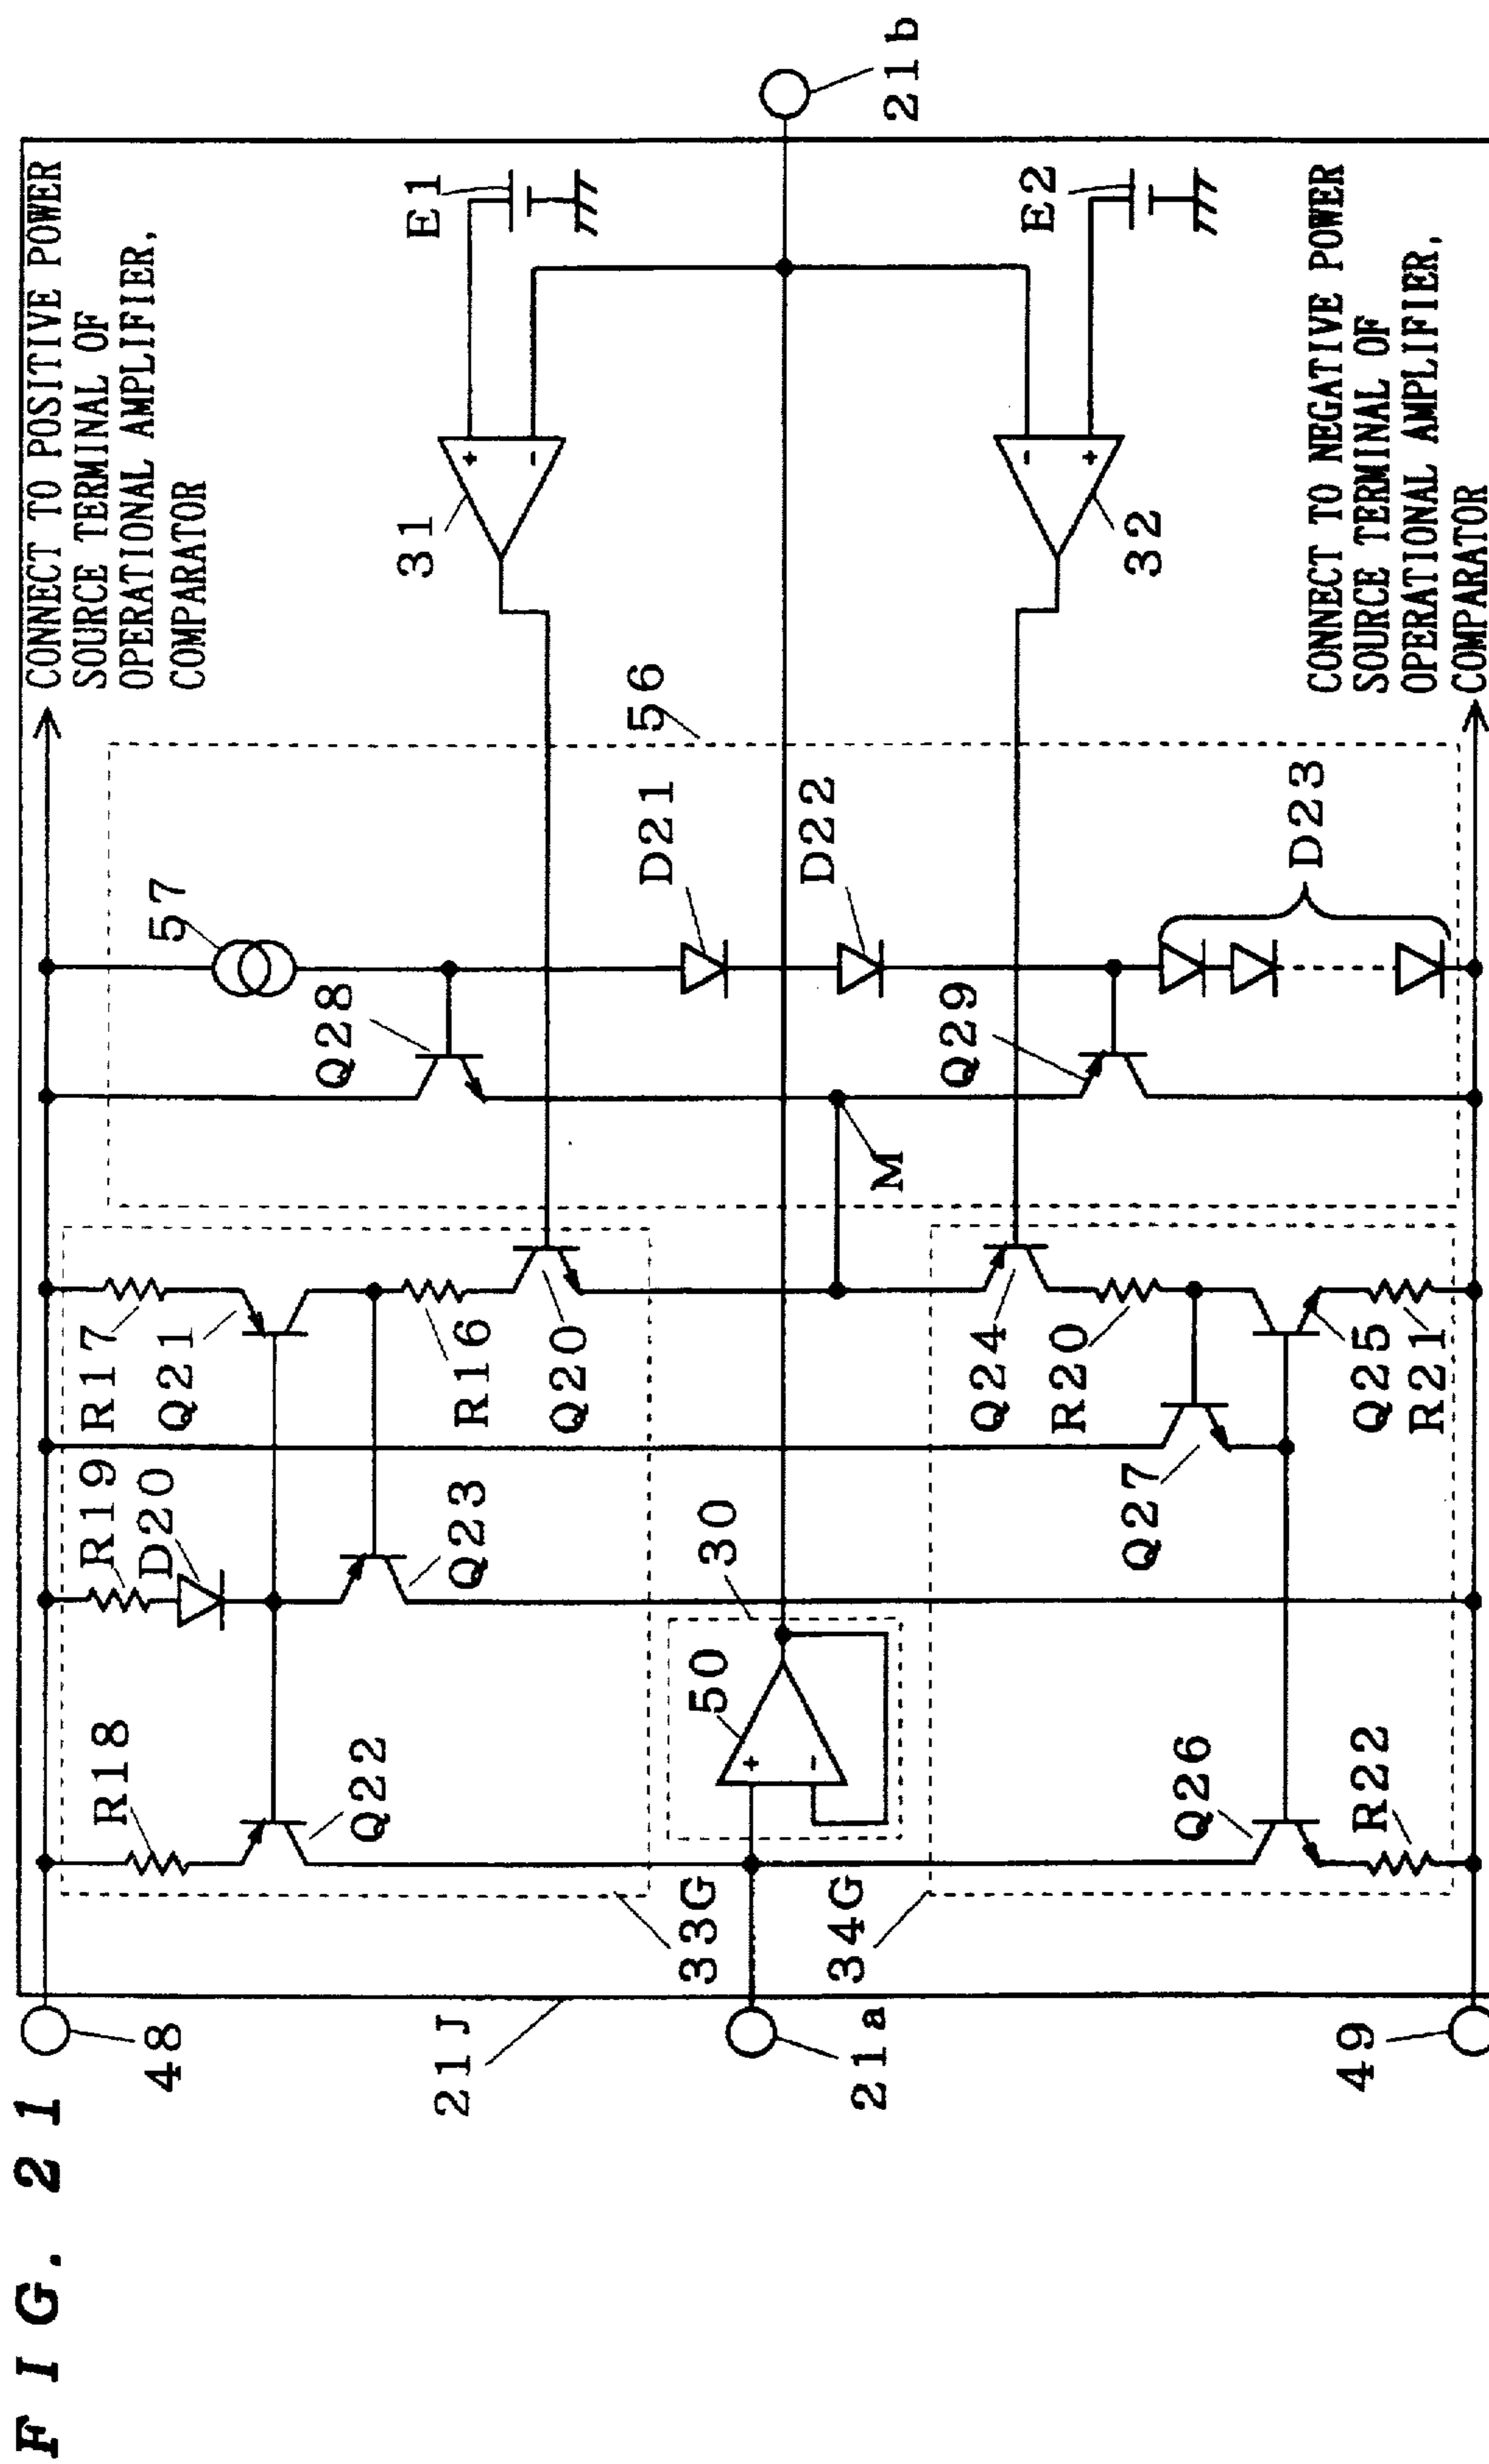 FIG. 21
CONNECT TO POSITIVE POWER
SOURCE TERMINAL OF
OPERATIONAL AMPLIFIER,
COMPARATOR
48
21J
21a
49
R18
Q22
R19
D20
R17
Q21
Q23
R16
Q20
33G
34G
50
30
Q26
R22
Q27
Q24
R20
Q25
R21
57
Q28
56
D21
D22
Q29
D23
M
31
+
-
E1
32
-
+
E2
+
-
21b
CONNECT TO NEGATIVE POWER
SOURCE TERMINAL OF
OPERATIONAL AMPLIFIER,
COMPARATOR